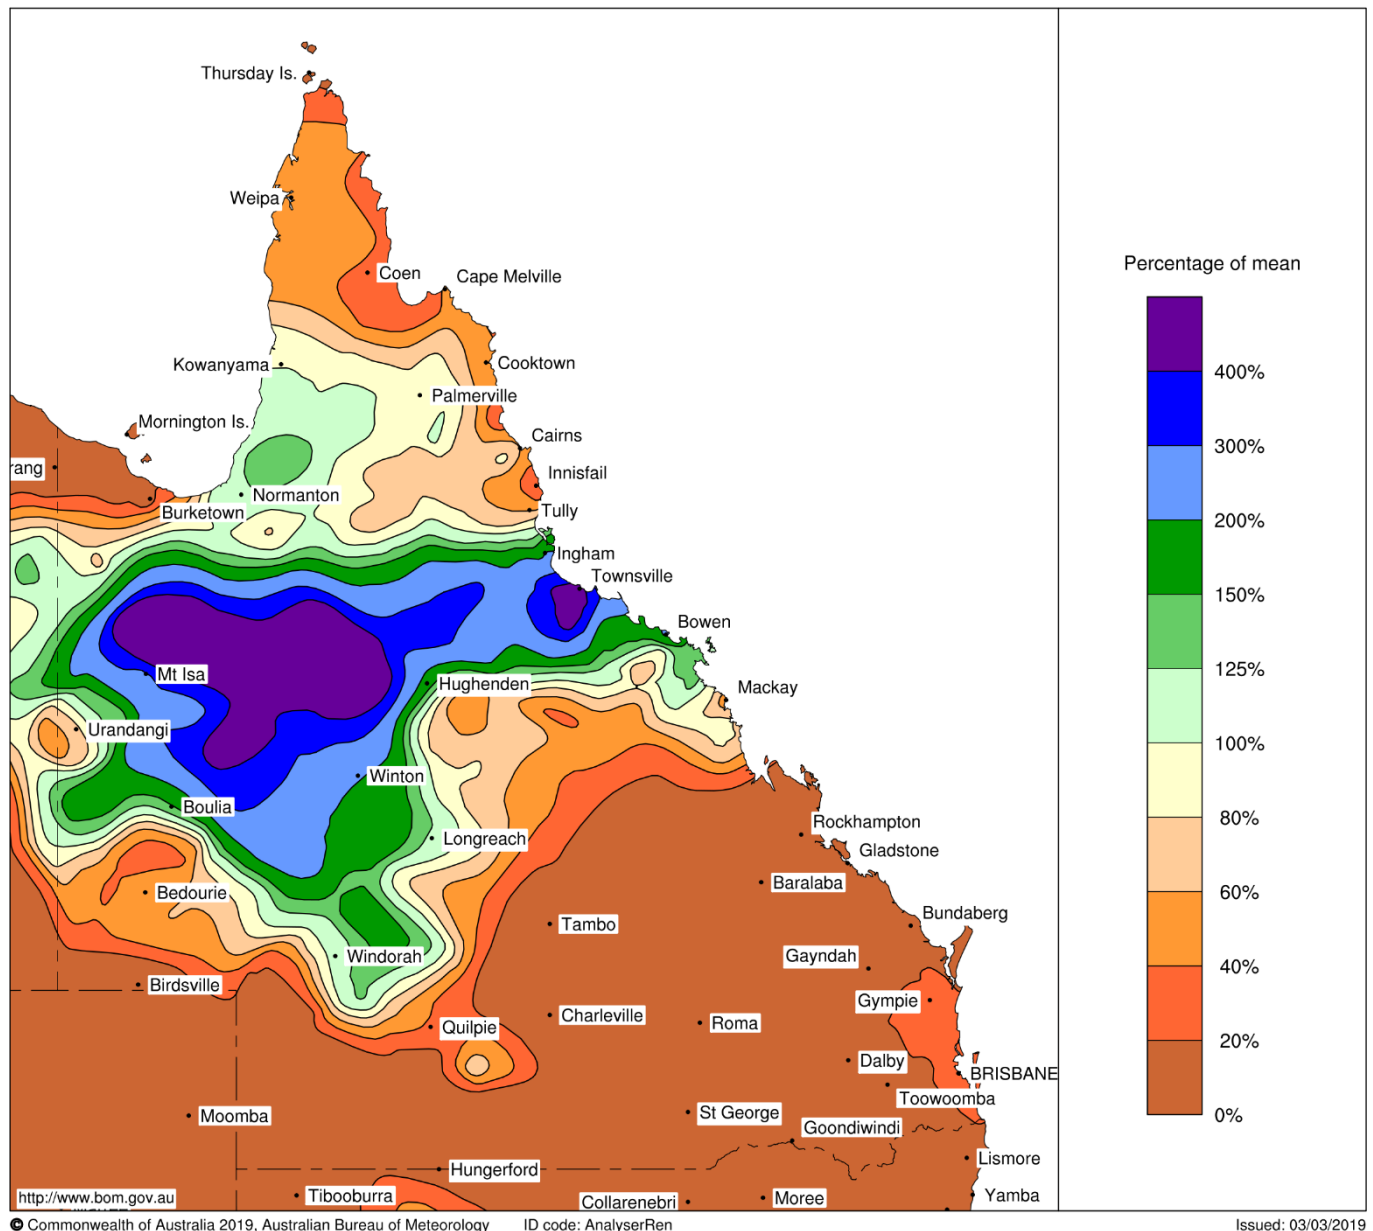 Thursday Is.
Weipa
Coen
Cape Melville
Percentage of mean
Kowanyama
Cooktown
400%
Palmerville
Mornington Is.
Cairns
300%
rang
Innisfail
Normanton
Burketown
Tully
200%
Ingham
Townsville
150%
Bowen
Mt Isa
125%
Hughenden
Mackay
Urandangi
100%
Winton
Boulia
80%
Rockhampton
Longreach
Gladstone
Baralaba
Bedourie
60%
Bundaberg
Tambo
Windorah
Gayndah
40%
Birdsville
Gympie
Charleville
Roma
Quilpie
20%
Dalby
BRISBANE
Toowoomba
Moomba
St George
0%
Goondiwindi
Lismore
Hungerford
http://www.bom.gov.au
Tibooburra
Collarenebri
Moree
Yamba
© Commonwealth of Australia 2019, Australian Bureau of Meteorology
ID code: AnalyserRen
Issued: 03/03/2019